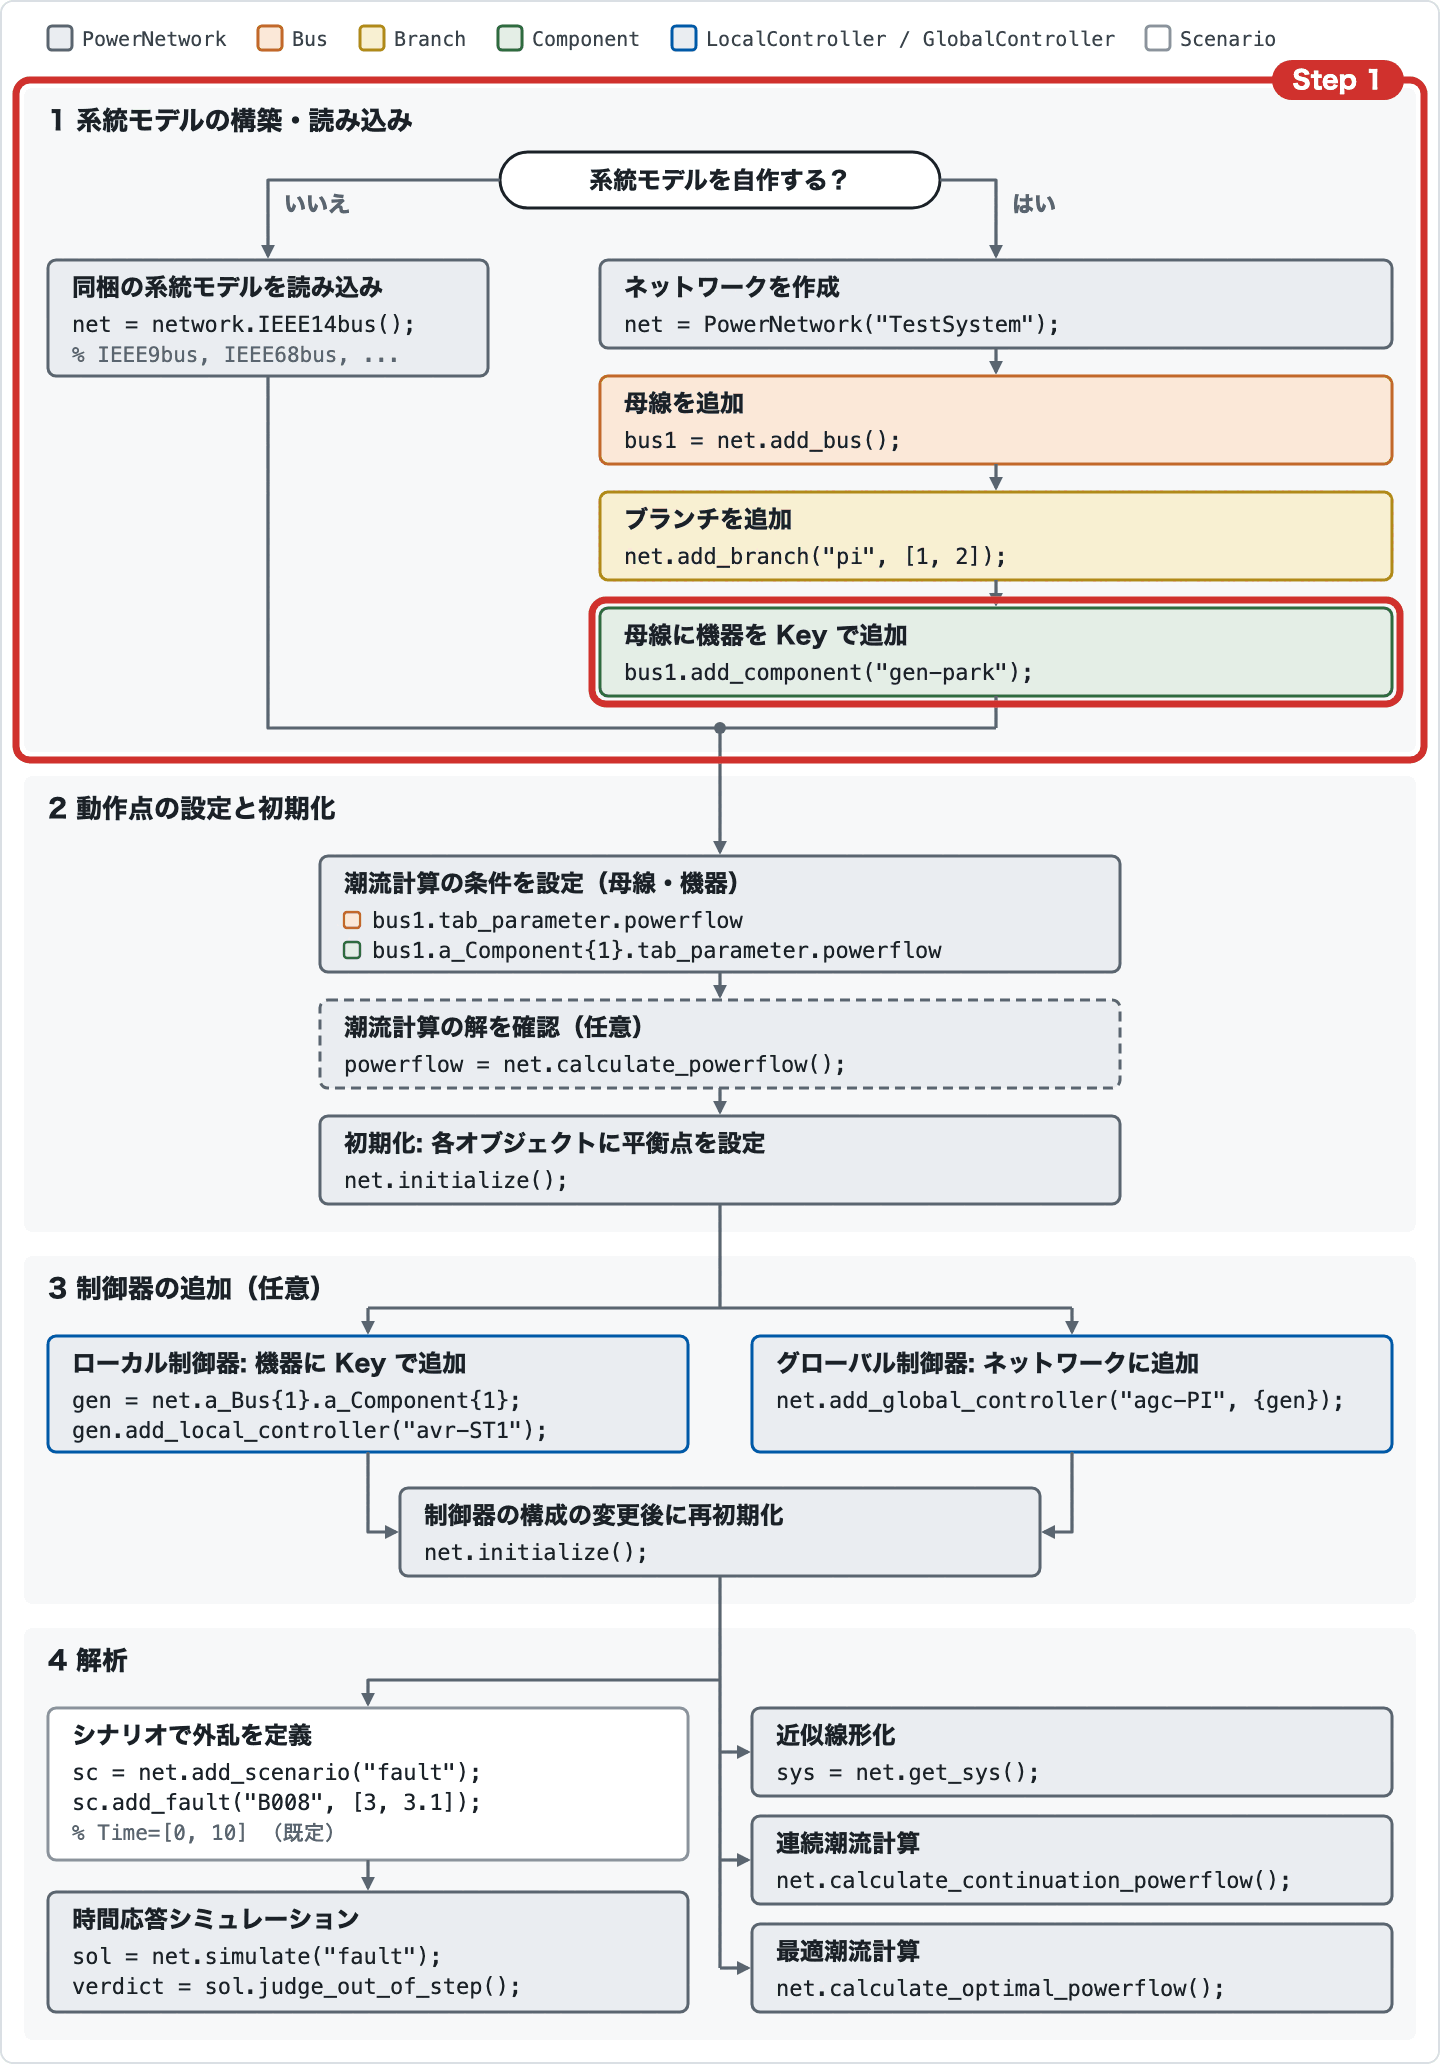 PowerNetwork
Bus
Branch
Component
LocalController / GlobalController
Scenario
Step 1
1 系統モデルの構築・読み込み
系統モデルを自作する？
いいえ
はい
同梱の系統モデルを読み込み
net = network.IEEE14bus();
% IEEE9bus, IEEE68bus, ...
ネットワークを作成
net = PowerNetwork("TestSystem");
母線を追加
bus1 = net.add_bus();
ブランチを追加
net.add_branch("pi", [1, 2]);
母線に機器を Key で追加
bus1.add_component("gen-park");
2 動作点の設定と初期化
潮流計算の条件を設定（母線・機器）
bus1.tab_parameter.powerflow
bus1.a_Component{1}.tab_parameter.powerflow
潮流計算の解を確認（任意）
powerflow = net.calculate_powerflow();
初期化: 各オブジェクトに平衡点を設定
net.initialize();
3 制御器の追加（任意）
ローカル制御器: 機器に Key で追加
gen = net.a_Bus{1}.a_Component{1};
gen.add_local_controller("avr-ST1");
グローバル制御器: ネットワークに追加
net.add_global_controller("agc-PI", {gen});
制御器の構成の変更後に再初期化
net.initialize();
4 解析
シナリオで外乱を定義
sc = net.add_scenario("fault");
sc.add_fault("B008", [3, 3.1]);
% Time=[0, 10] （既定）
時間応答シミュレーション
sol = net.simulate("fault");
verdict = sol.judge_out_of_step();
近似線形化
sys = net.get_sys();
連続潮流計算
net.calculate_continuation_powerflow();
最適潮流計算
net.calculate_optimal_powerflow();